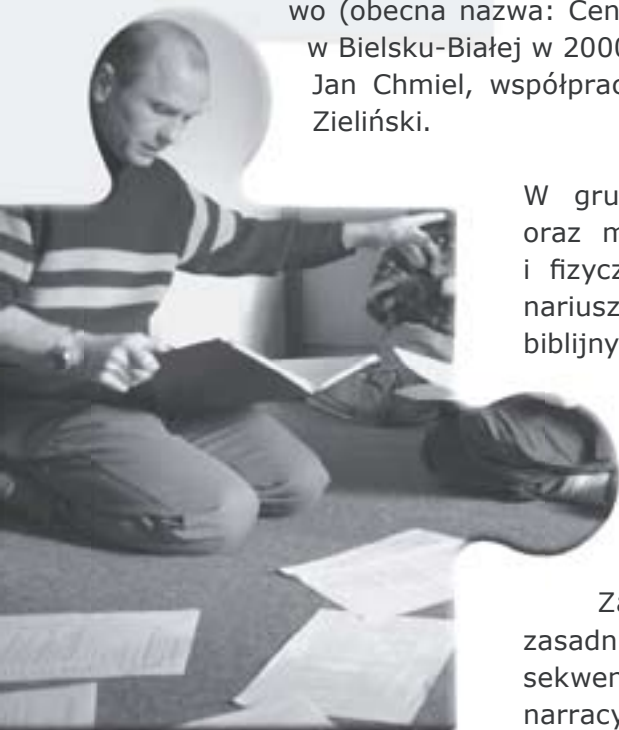 wo (obecna nazwa: Cen
w Bielsku-Białej w 2000
Jan Chmiel, współprac
Zieliński.
W gru
oraz m
i fizycz
nariusz
biblijny
Za
zasadn
sekwen
narracy